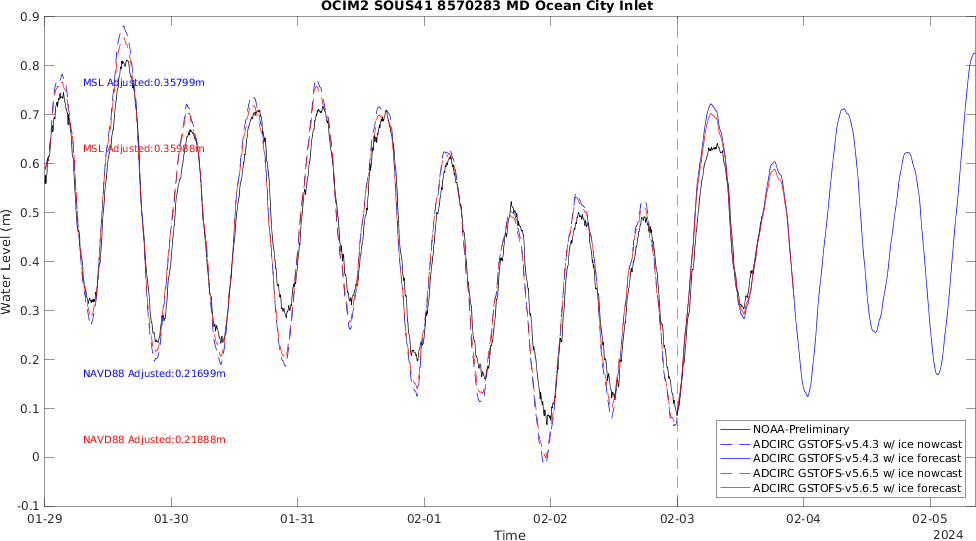 OCIM2 SOUS41 8570283 MD Ocean City Inlet
0.9
0.8
0.7
0.6
0.5
0.4
0.3
0.2
0.1
0
-0.1
Water Level (m)
MSL Adjusted:0.35799m
MSL Adjusted:0.35988m
NAVD88 Adjusted:0.21699m
NAVD88 Adjusted:0.21888m
NOAA-Preliminary
ADCIRC GSTOFS-v5.4.3 w/ ice nowcast
ADCIRC GSTOFS-v5.4.3 w/ ice forecast
ADCIRC GSTOFS-v5.6.5 w/ ice nowcast
ADCIRC GSTOFS-v5.6.5 w/ ice forecast
01-29 01-30 01-31 02-01 02-02 02-03 02-04 02-05
Time
2024